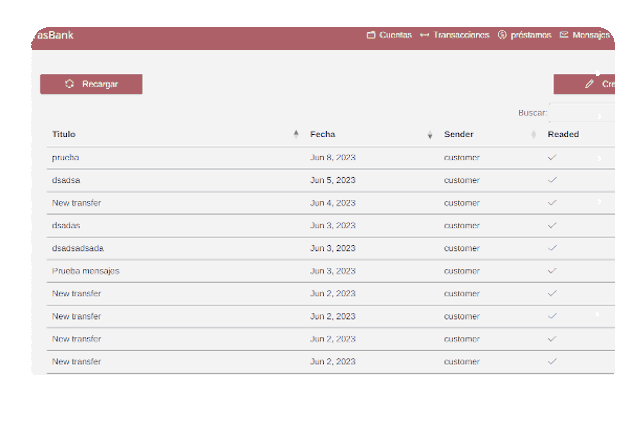 asBank Cuentas Transacciones préstamos Mensajes
Recargar Cre
Buscar:
Titulo Fecha Sender Readed
prueba Jun 8, 2023 customer
dsadsa Jun 5, 2023 customer
New transfer Jun 4, 2023 customer
dsadas Jun 3, 2023 customer
dsadsadsada Jun 3, 2023 customer
Prueba mensajes Jun 3, 2023 customer
New transfer Jun 2, 2023 customer
New transfer Jun 2, 2023 customer
New transfer Jun 2, 2023 customer
New transfer Jun 2, 2023 customer